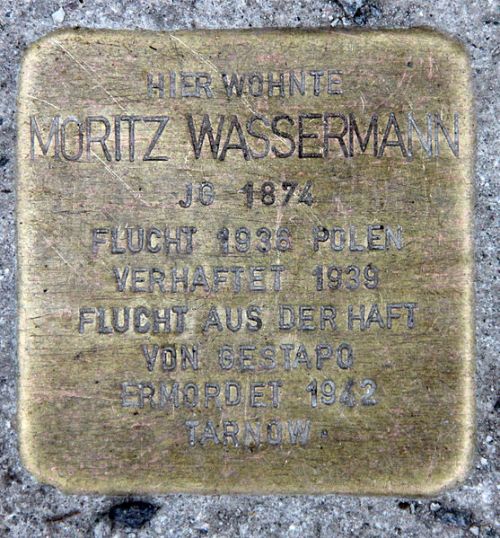 HIER WOHNTE
MORITZ WASSERMANN
JG 1874
FLUCHT 1938 POLEN
VERHAFTET 1939
FLUCHT AUS DER HAFT
VON GESTAPO
ERMORDET 1942
TARNOW